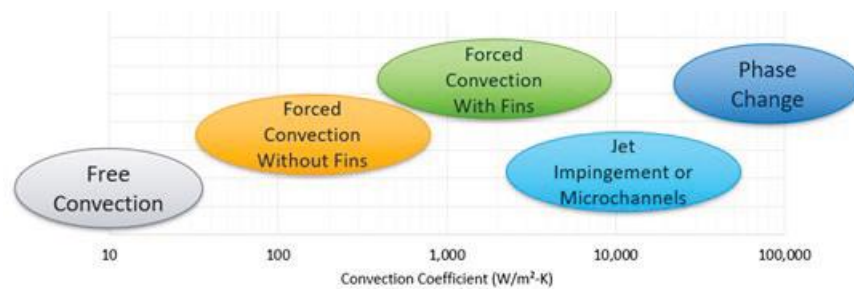 Forced
Convection
With Fins
Phase
Change
Forced
Convection
Without Fins
Jet
Impingement or
Microchannels
Free
Convection
10
100
1,000
10,000
100,000
Convection Coefficient (W/m²-K)